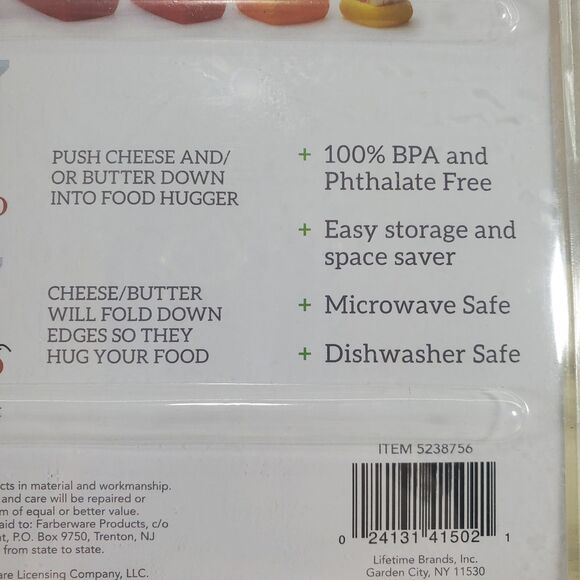 PUSH CHEESE AND/
OR BUTTER DOWN
INTO FOOD HUGGER
CHEESE/BUTTER
WILL FOLD DOWN
EDGES SO THEY
HUG YOUR FOOD
+ 100% BPA and
Phthalate Free
+ Easy storage and
space saver
+ Microwave Safe
+ Dishwasher Safe
ITEM 5238756
0 24131 41502 1
Lifetime Brands, Inc.
Garden City, NY 11530
cts in material and workmanship.
and care will be repaired or
m of equal or better value.
aid to: Farberware Products, c/o
nt, P.O. Box 9750, Trenton, NJ
from state to state.
are Licensing Company, LLC.